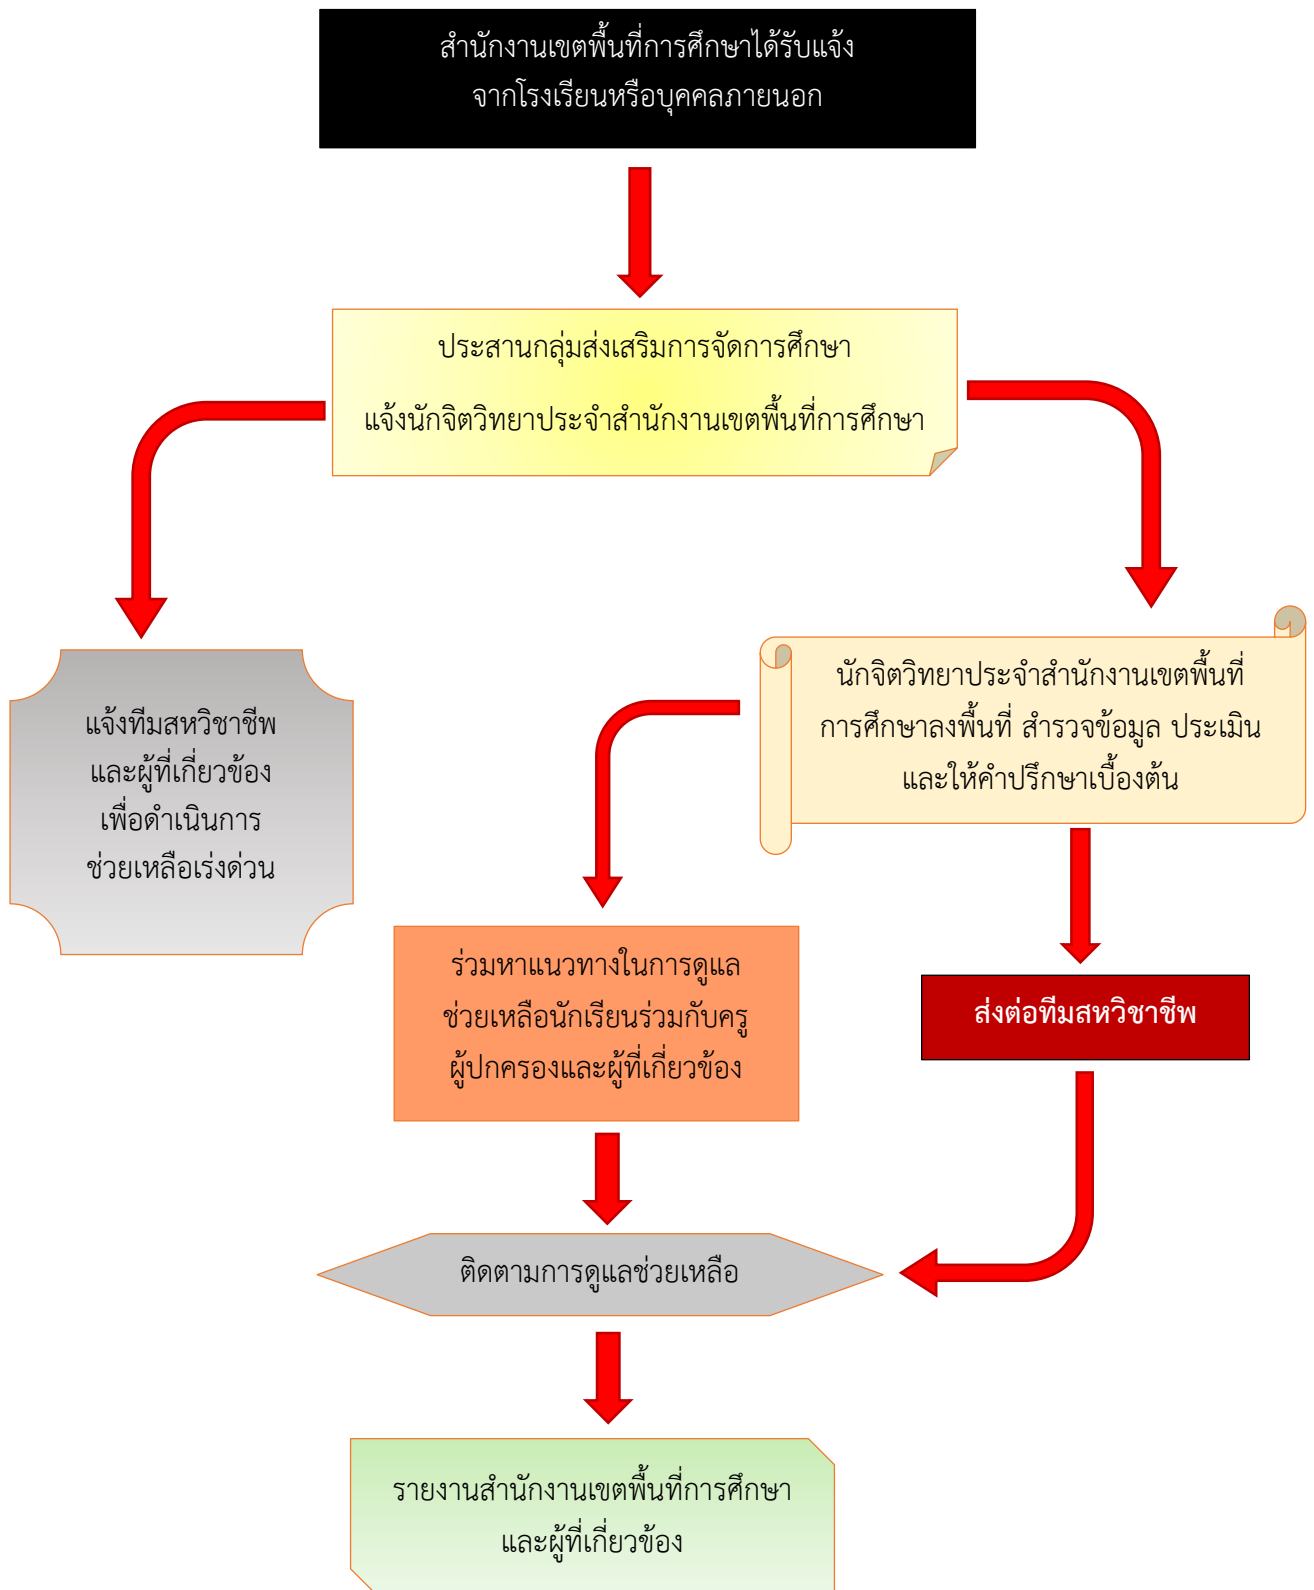 สำนักงานเขตพื้นที่การศึกษาได้รับแจ้ง
จากโรงเรียนหรือบุคคลภายนอก
ประสานกลุ่มส่งเสริมการจัดการศึกษา
แจ้งนักจิตวิทยาประจำสำนักงานเขตพื้นที่การศึกษา
แจ้งทีมสหวิชาชีพ
และผู้ที่เกี่ยวข้อง
เพื่อดำเนินการ
ช่วยเหลือเร่งด่วน
นักจิตวิทยาประจำสำนักงานเขตพื้นที่
การศึกษาลงพื้นที่ สำรวจข้อมูล ประเมิน
และให้คำปรึกษาเบื้องต้น
ร่วมหาแนวทางในการดูแล
ช่วยเหลือนักเรียนร่วมกับครู
ผู้ปกครองและผู้ที่เกี่ยวข้อง
ส่งต่อทีมสหวิชาชีพ
ติดตามการดูแลช่วยเหลือ
รายงานสำนักงานเขตพื้นที่การศึกษา
และผู้ที่เกี่ยวข้อง